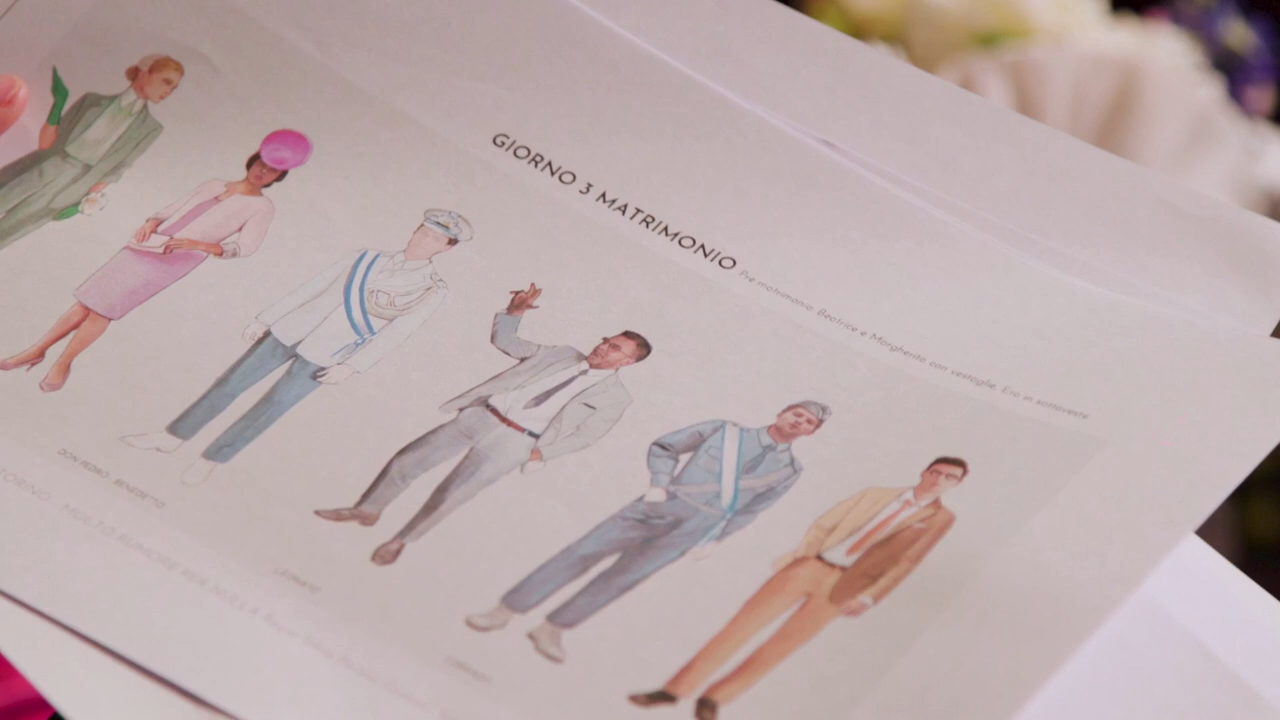 GIORNO 3 MATRIMONIO Pre matrimonio: Beatrice e Margherita con vestaglie. Ero in sottoveste
DON PEDRO / BENEDETTO
LEONATO
TORINO - MOLTO RUMORE PER NULLA